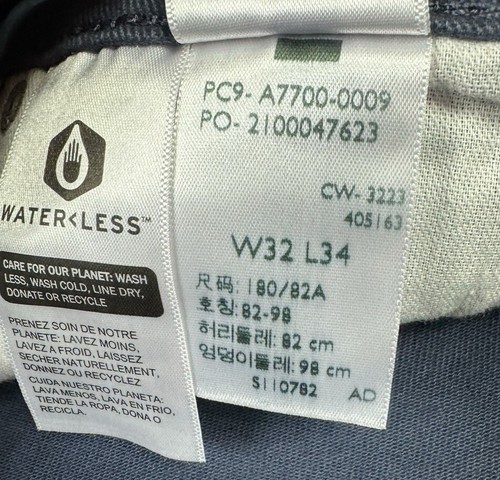 WATER<LESS™
CARE FOR OUR PLANET: WASH
LESS, WASH COLD, LINE DRY,
DONATE OR RECYCLE
PRENEZ SOIN DE NOTRE
PLANETE: LAVEZ MOINS,
LAVEZ A FROID, LAISSEZ
SECHER NATURELLEMENT,
DONNEZ OU RECYCLEZ
CUIDA NUESTRO PLANETA:
LAVA MENOS, LAVA EN FRIO,
TIENDE LA ROPA, DONA O
RECICLA.
PC9- A7700-0009
PO- 2100047623
CW- 3223
405163
W32 L34
尺码: 180/82A
호칭: 82-98
허리둘레: 82 cm
엉덩이둘레: 98 cm
S110782 AD